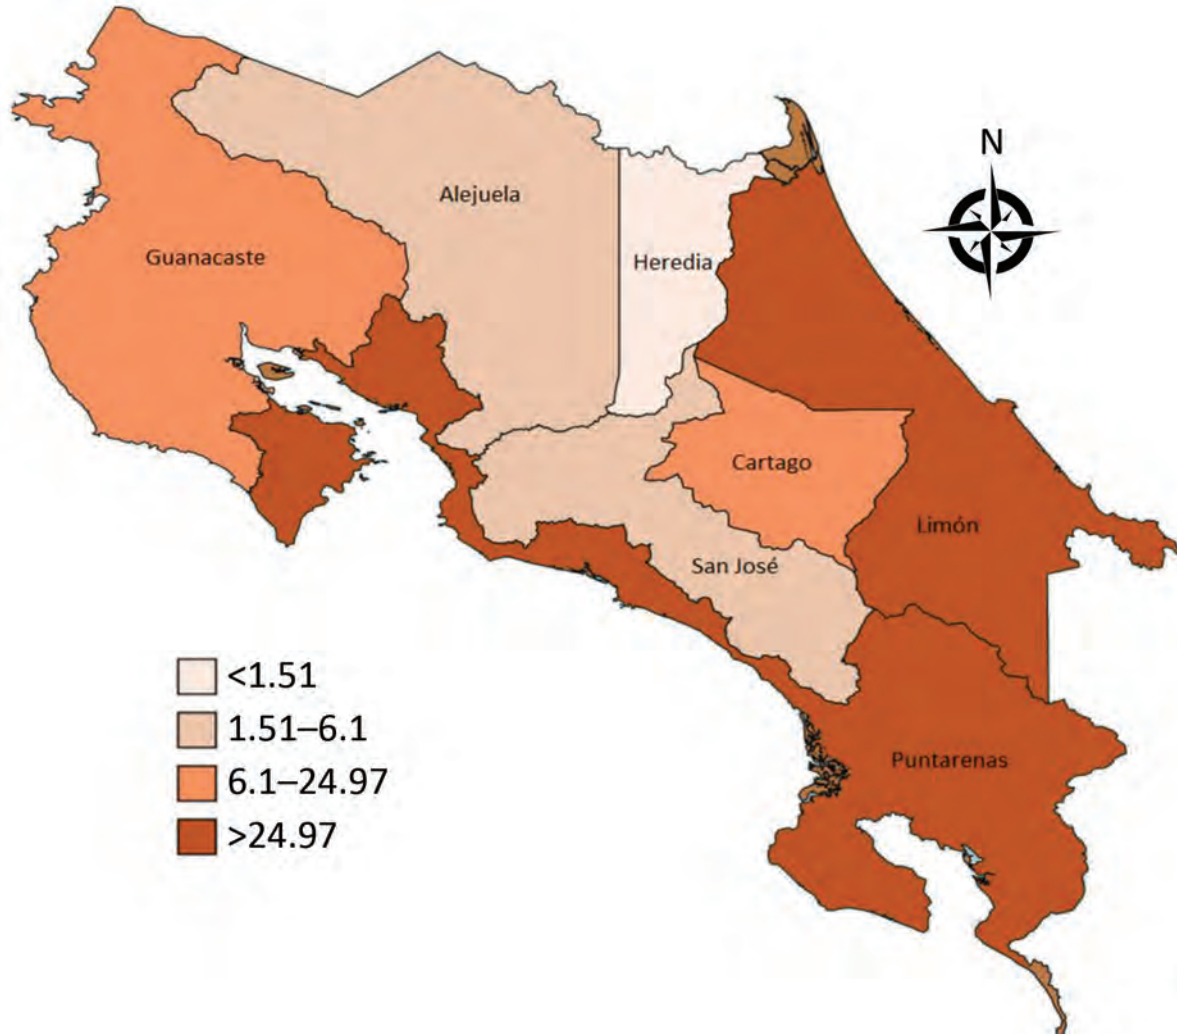 N
Alejuela
Guanacaste
Heredia
Cartago
Limón
San José
<1.51
1.51–6.1
Puntarenas
6.1–24.97
>24.97